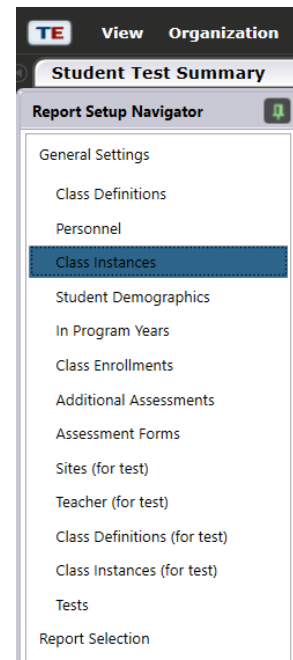 TE View Organization
Student Test Summary
Report Setup Navigator
General Settings
Class Definitions
Personnel
Class Instances
Student Demographics
In Program Years
Class Enrollments
Additional Assessments
Assessment Forms
Sites (for test)
Teacher (for test)
Class Definitions (for test)
Class Instances (for test)
Tests
Report Selection